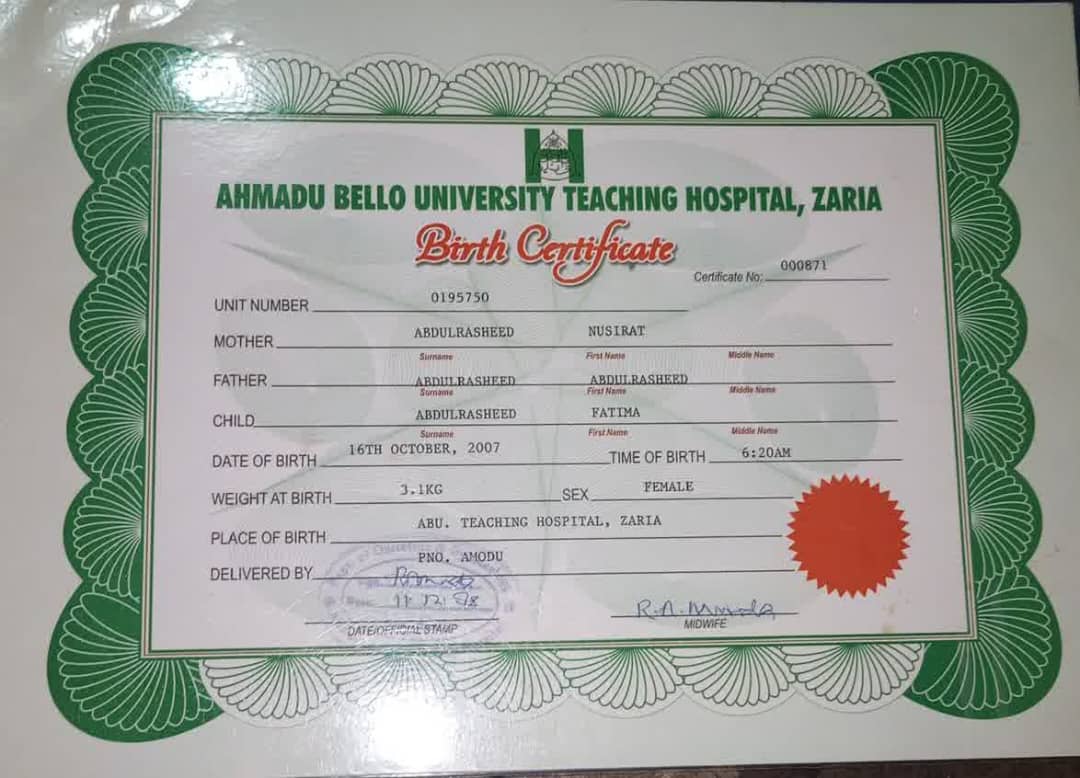 AHMADU BELLO UNIVERSITY TEACHING HOSPITAL, ZARIA
Birth Certificate
Certificate No: 000871
UNIT NUMBER 0195750
MOTHER ABDULRASHEED NUSIRAT
Surname First Name Middle Name
FATHER ABDULRASHEED ABDULRASHEED
Surname First Name Middle Name
CHILD ABDULRASHEED FATIMA
Surname First Name Middle Name
DATE OF BIRTH 16TH OCTOBER, 2007 TIME OF BIRTH 6:20AM
WEIGHT AT BIRTH 3.1KG SEX FEMALE
PLACE OF BIRTH ABU. TEACHING HOSPITAL, ZARIA
DELIVERED BY PNO. AMODU
DATE/OFFICIAL STAMP
MIDWIFE